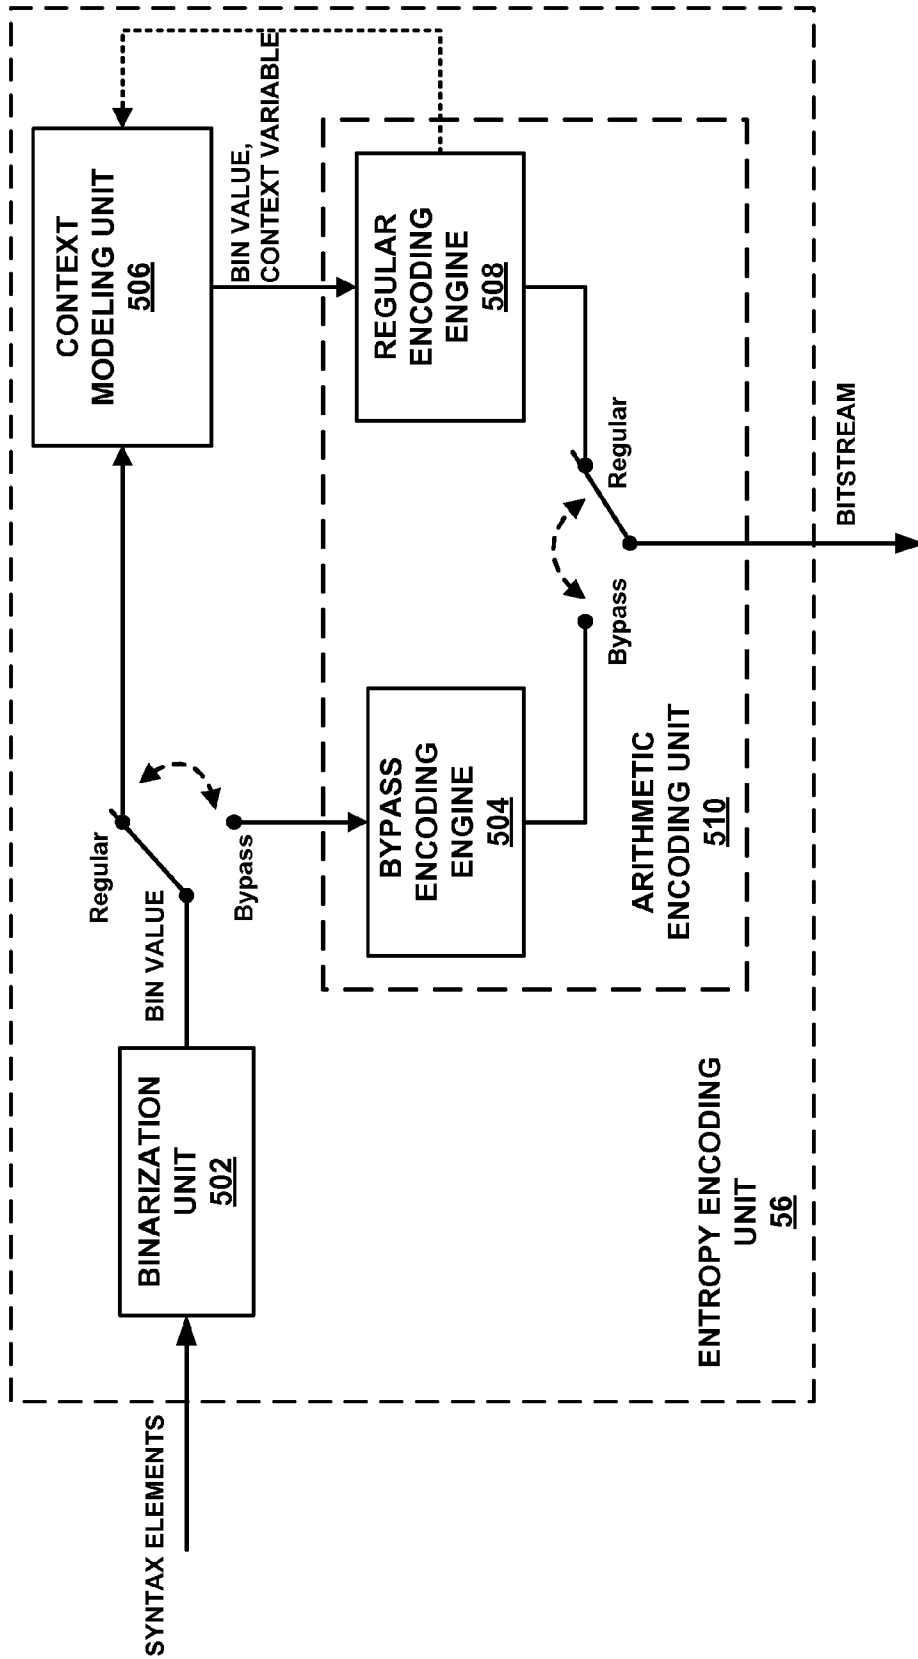 SYNTAX ELEMENTS
BINARIZATION
UNIT
502
BIN VALUE
Regular
Bypass
CONTEXT
MODELING UNIT
506
BIN VALUE,
CONTEXT VARIABLE
BYPASS
ENCODING
ENGINE
504
REGULAR
ENCODING
ENGINE
508
Bypass
Regular
ARITHMETIC
ENCODING UNIT
510
ENTROPY ENCODING
UNIT
56
BITSTREAM